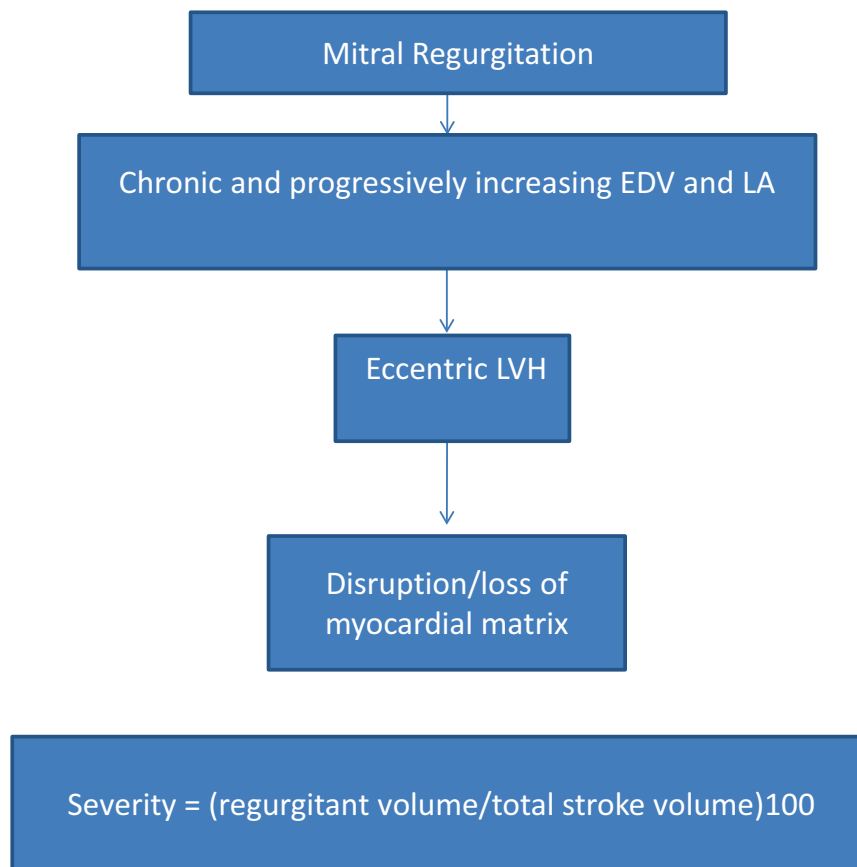 Mitral Regurgitation
Chronic and progressively increasing EDV and LA
Eccentric LVH
Disruption/loss of
myocardial matrix
Severity = (regurgitant volume/total stroke volume)100